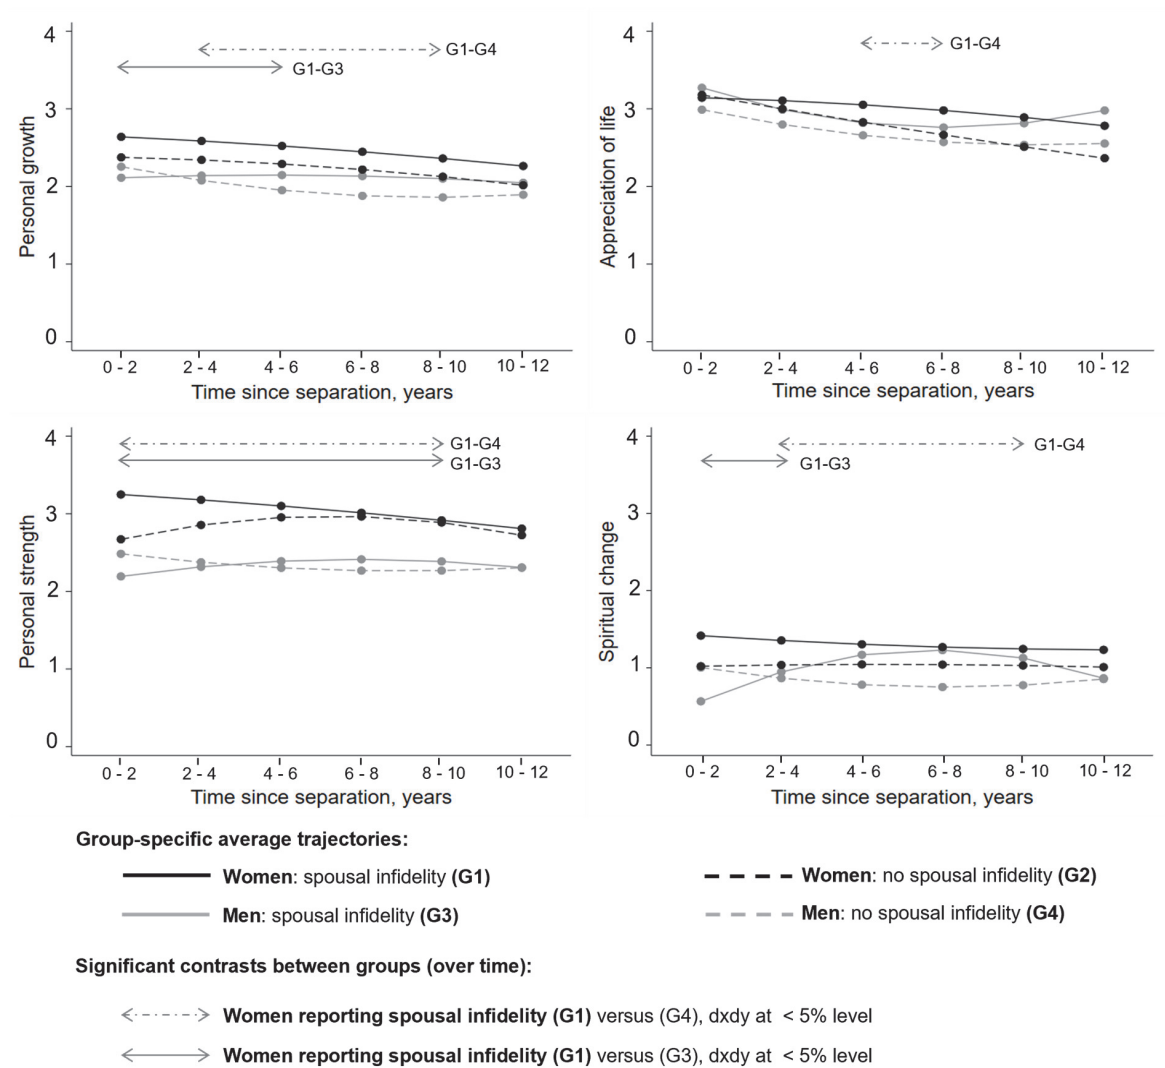 4
3
2
1
0
Personal growth
G1-G4
G1-G3
0 - 2 2 - 4 4 - 6 6 - 8 8 - 10 10 - 12
Time since separation, years
4
3
2
1
0
Appreciation of life
G1-G4
0 - 2 2 - 4 4 - 6 6 - 8 8 - 10 10 - 12
Time since separation, years
4
3
2
1
0
Personal strength
G1-G4
G1-G3
0 - 2 2 - 4 4 - 6 6 - 8 8 - 10 10 - 12
Time since separation, years
4
3
2
1
0
Spiritual change
G1-G4
G1-G3
0 - 2 2 - 4 4 - 6 6 - 8 8 - 10 10 - 12
Time since separation, years
Group-specific average trajectories:
Women: spousal infidelity (G1)
Women: no spousal infidelity (G2)
Men: spousal infidelity (G3)
Men: no spousal infidelity (G4)
Significant contrasts between groups (over time):
Women reporting spousal infidelity (G1) versus (G4), dxdy at < 5% level
Women reporting spousal infidelity (G1) versus (G3), dxdy at < 5% level